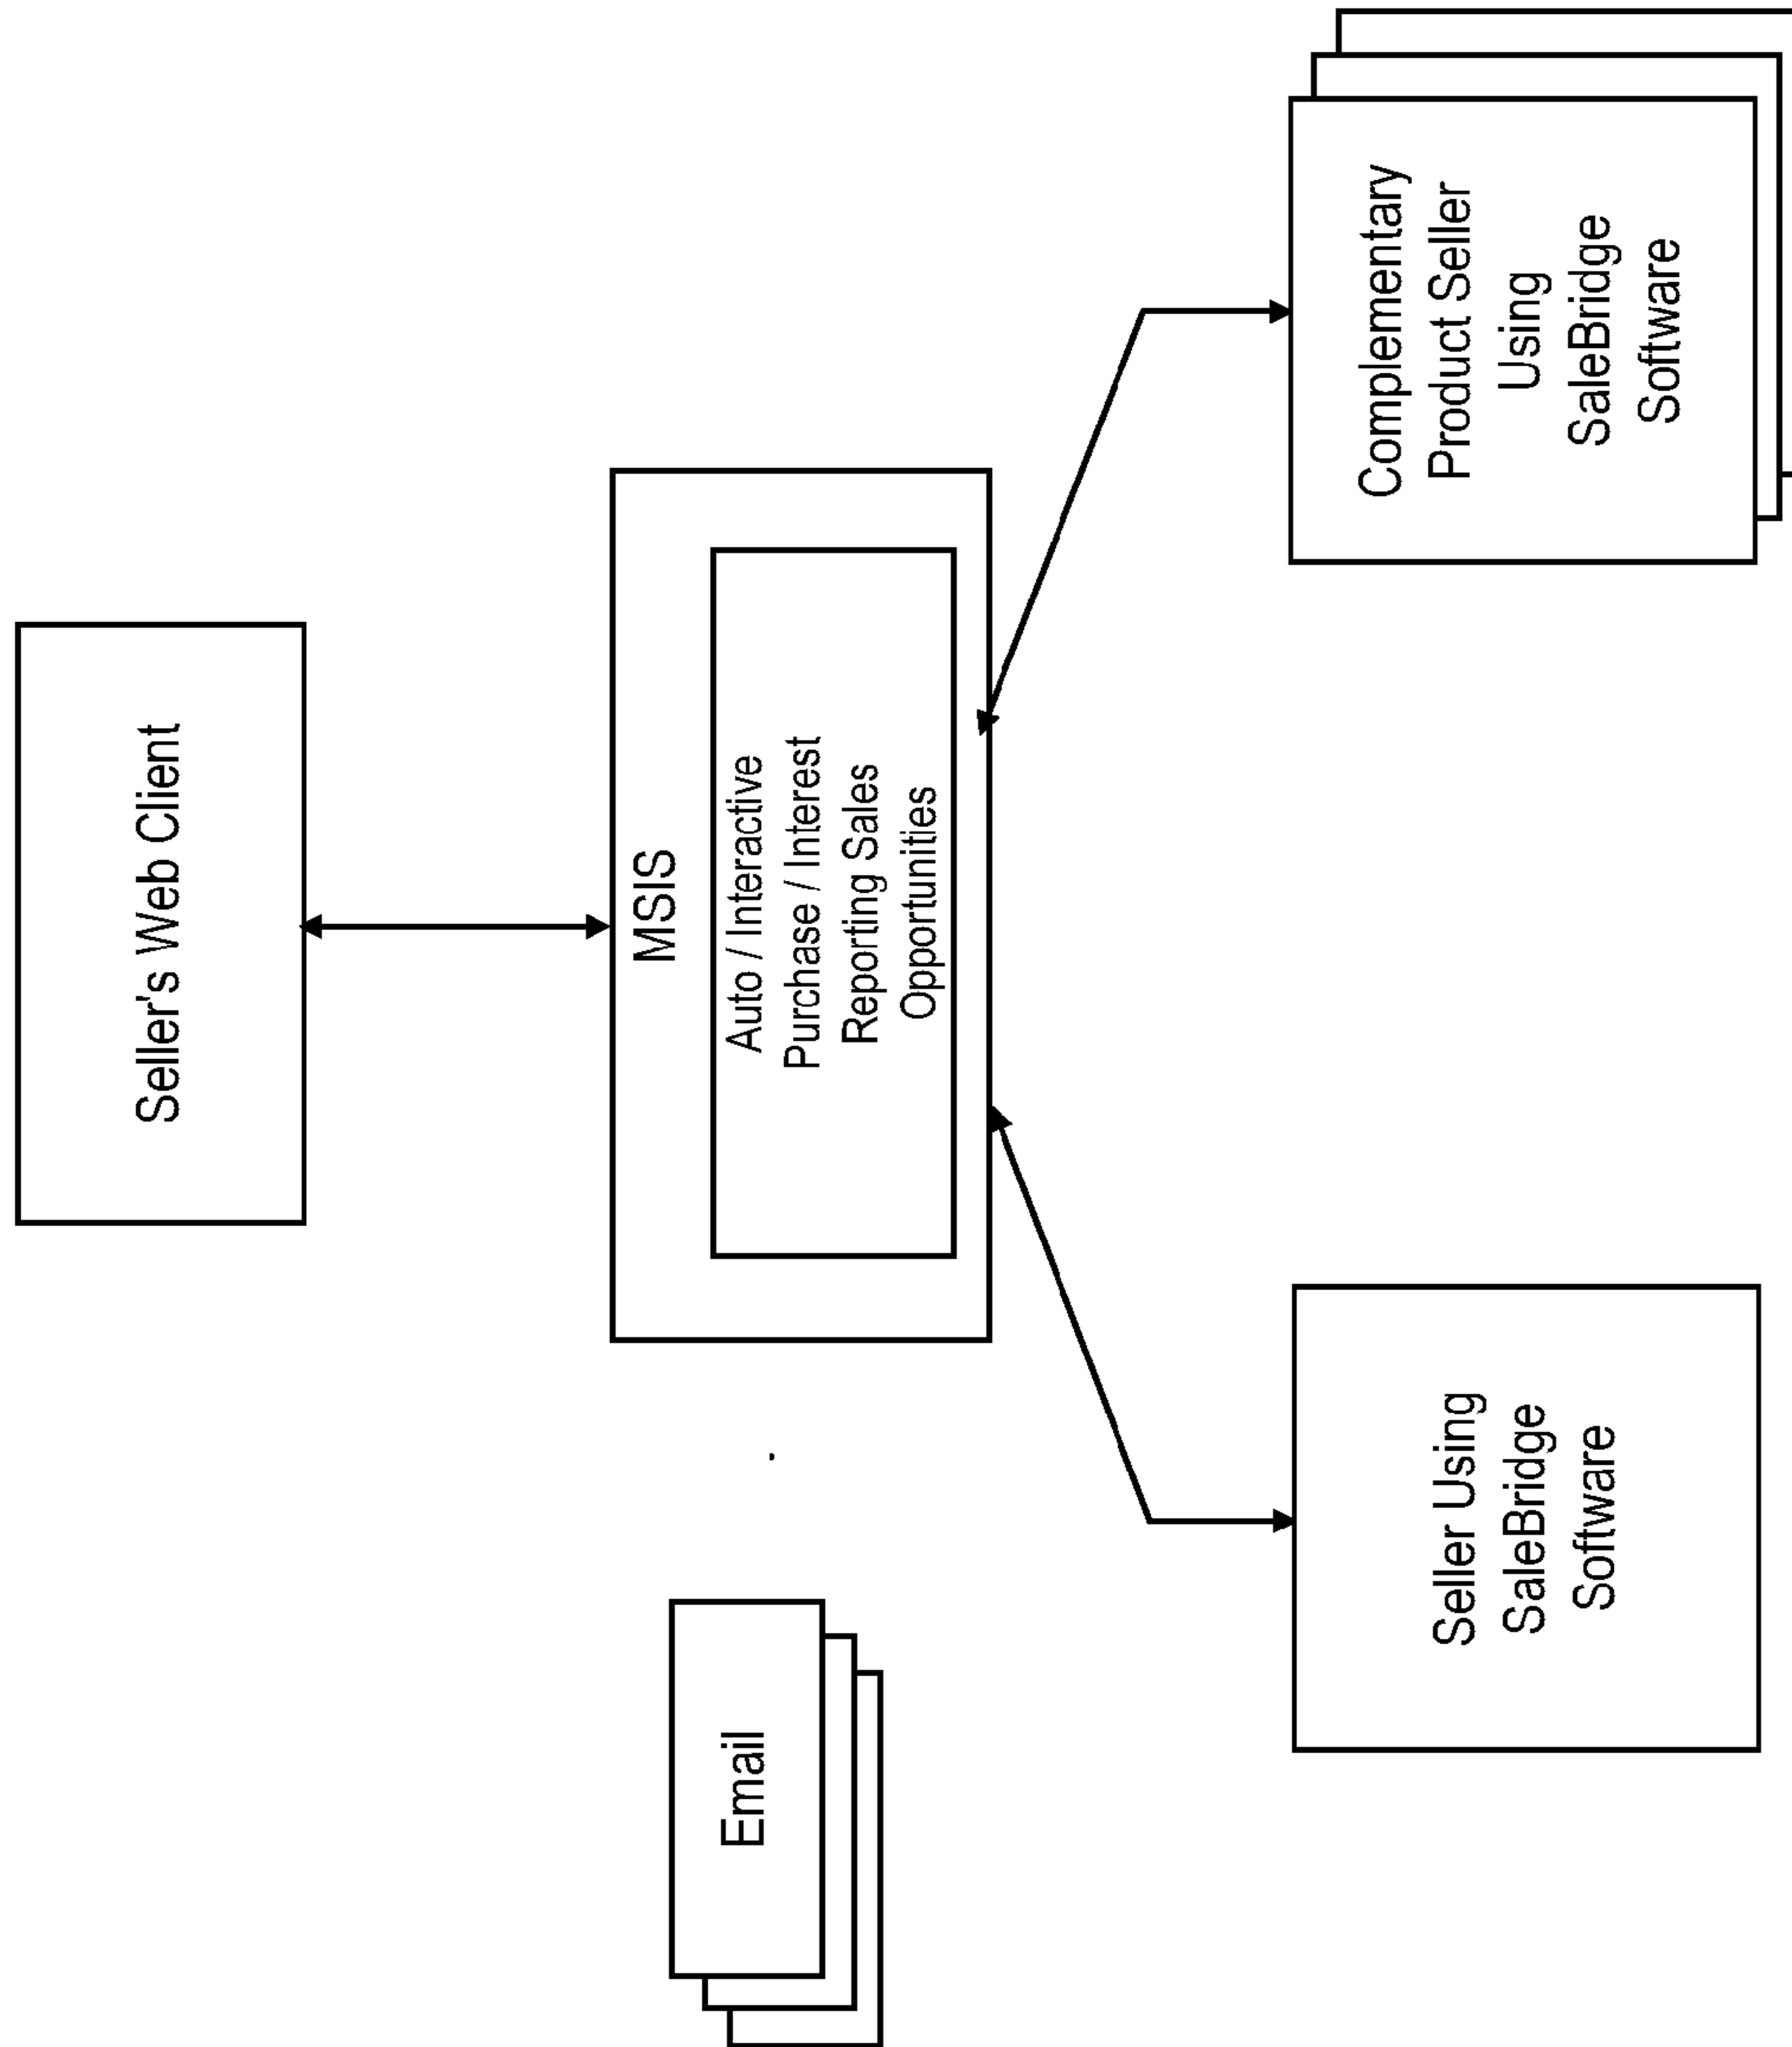 Seller's Web Client
MSIS
Auto / Interactive
Purchase / Interest
Reporting Sales
Opportunities
Email
Seller Using
SaleBridge
Software
Complementary
Product Seller
Using
SaleBridge
Software